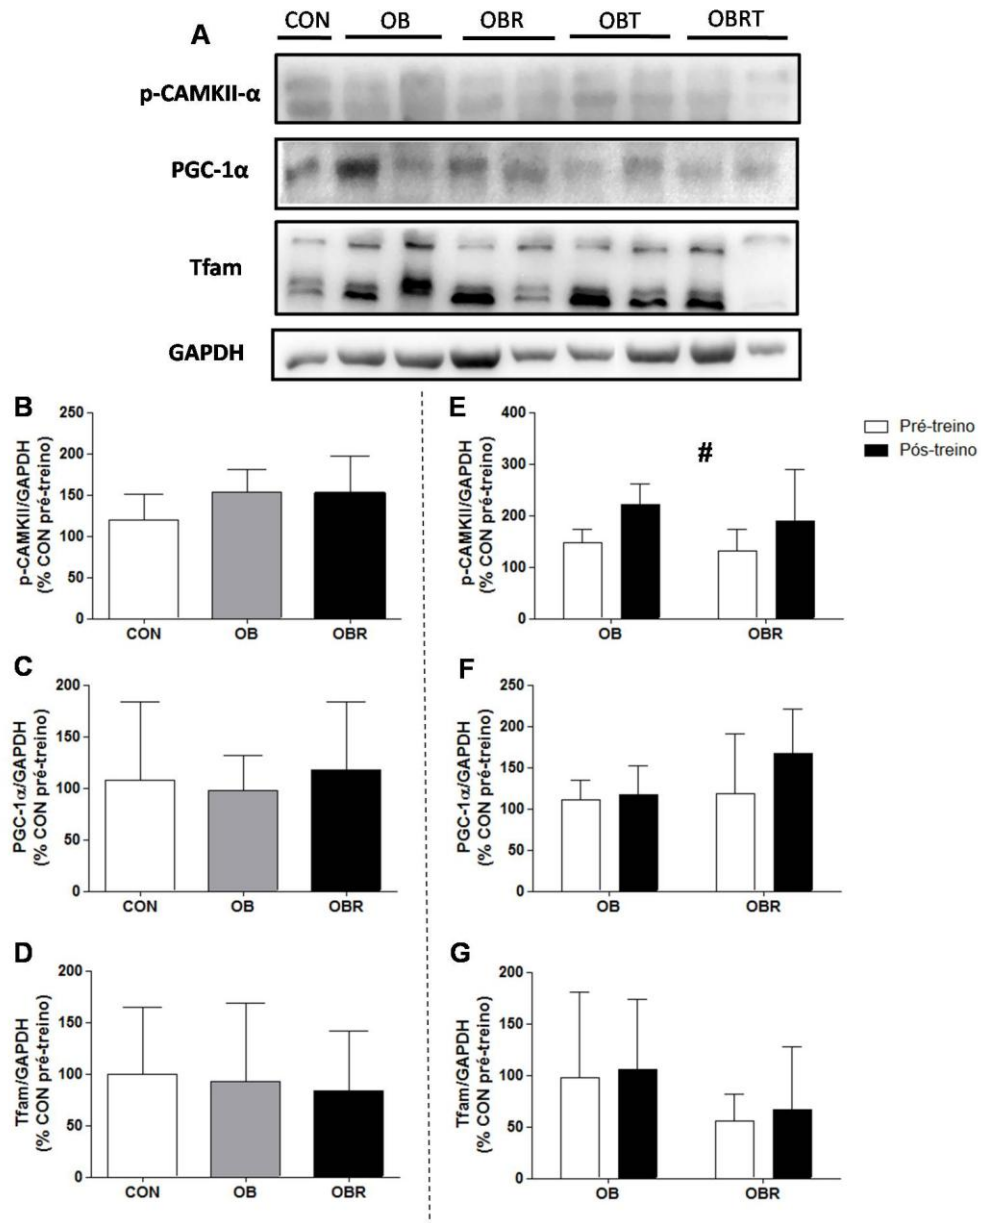 CON OB OBR OBT OBRT
A
p-CAMKII-α
PGC-1α
Tfam
GAPDH
B
250
200
150
100
50
0
p-CAMKII/GAPDH
(% CON pré-treino)
CON OB OBR
E
400
300
200
100
0
p-CAMKII/GAPDH
(% CON pré-treino)
#
OB OBR
Pré-treino
Pós-treino
C
200
150
100
50
0
PGC-1α/GAPDH
(% CON pré-treino)
CON OB OBR
F
250
200
150
100
50
0
PGC-1α/GAPDH
(% CON pré-treino)
OB OBR
D
200
150
100
50
0
Tfam/GAPDH
(% CON pré-treino)
CON OB OBR
G
200
150
100
50
0
Tfam/GAPDH
(% CON pré-treino)
OB OBR